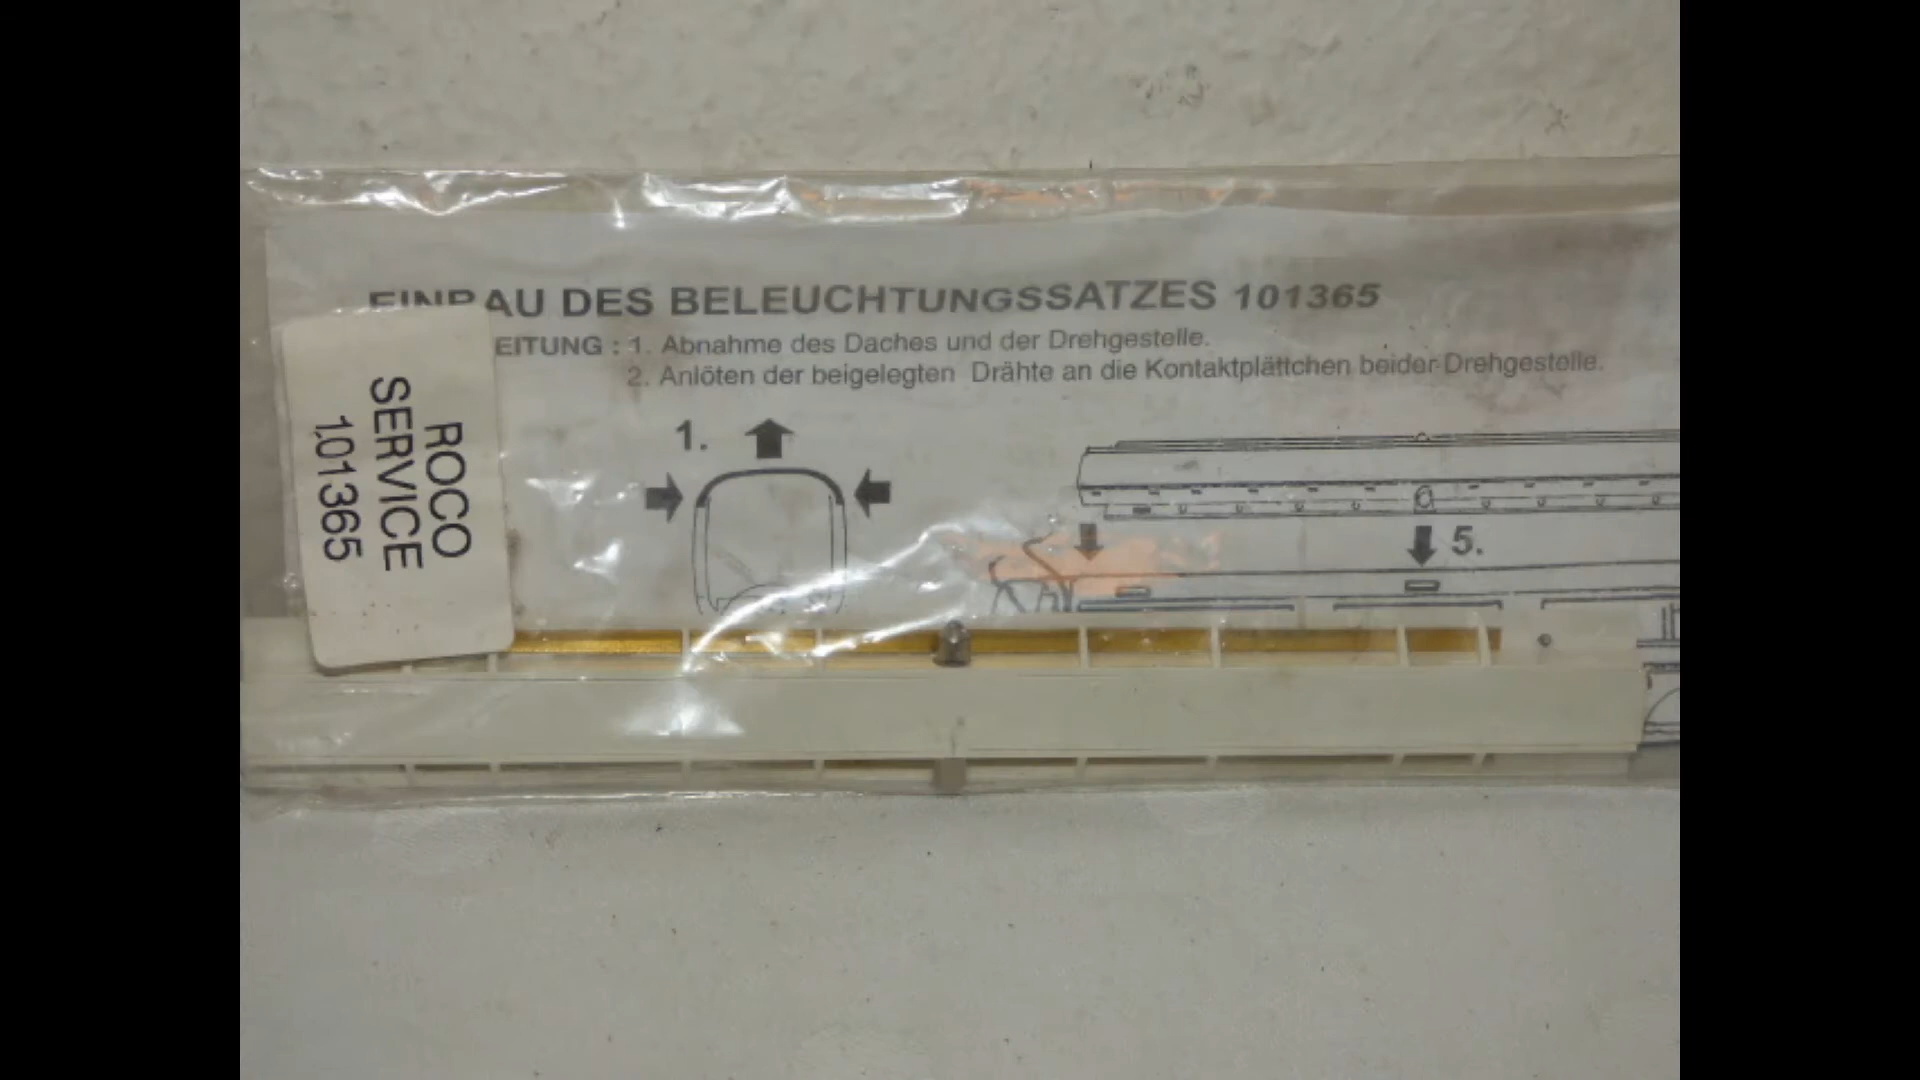 EINBAU DES BELEUCHTUNGSSATZES 101365
EITUNG : 1. Abnahme des Daches und der Drehgestelle.
2. Anlöten der beigelegten Drähte an die Kontaktplättchen beider Drehgestelle.
1.
5.
ROCO
SERVICE
101365